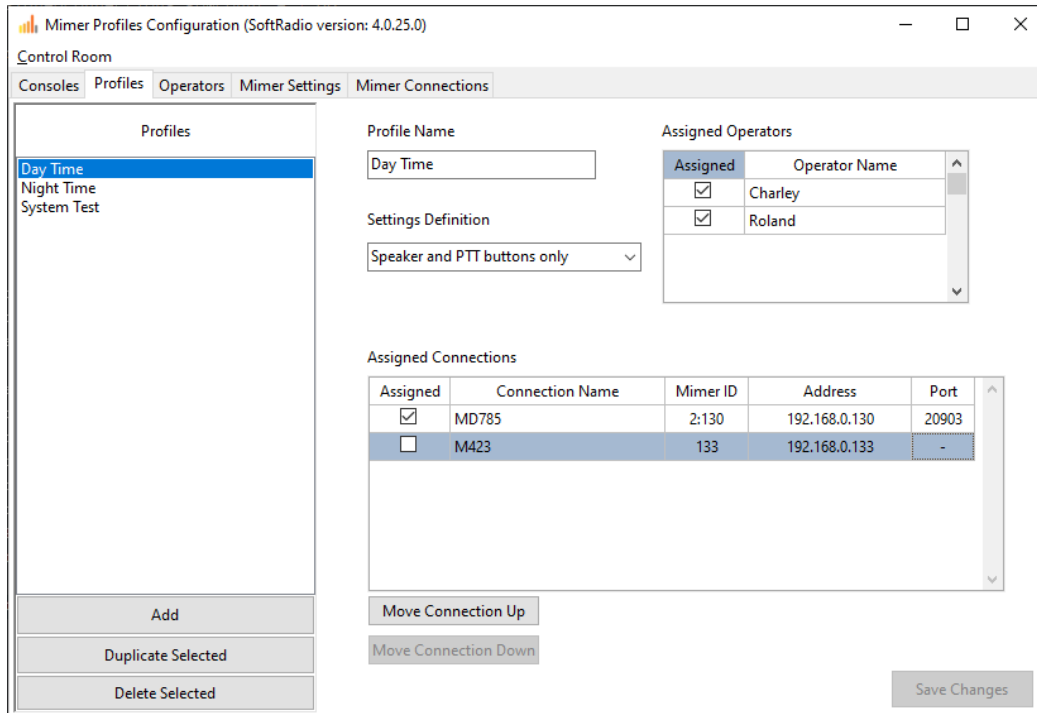 Mimer Profiles Configuration (SoftRadio version: 4.0.25.0)
Control Room
Consoles Profiles Operators Mimer Settings Mimer Connections
Profiles
Day Time
Night Time
System Test
Add
Duplicate Selected
Delete Selected
Profile Name
Day Time
Settings Definition
Speaker and PTT buttons only
Assigned Operators
Assigned Operator Name
Charley
Roland
Assigned Connections
Assigned Connection Name Mimer ID Address Port
MD785 2:130 192.168.0.130 20903
M423 133 192.168.0.133 -
Move Connection Up
Move Connection Down
Save Changes